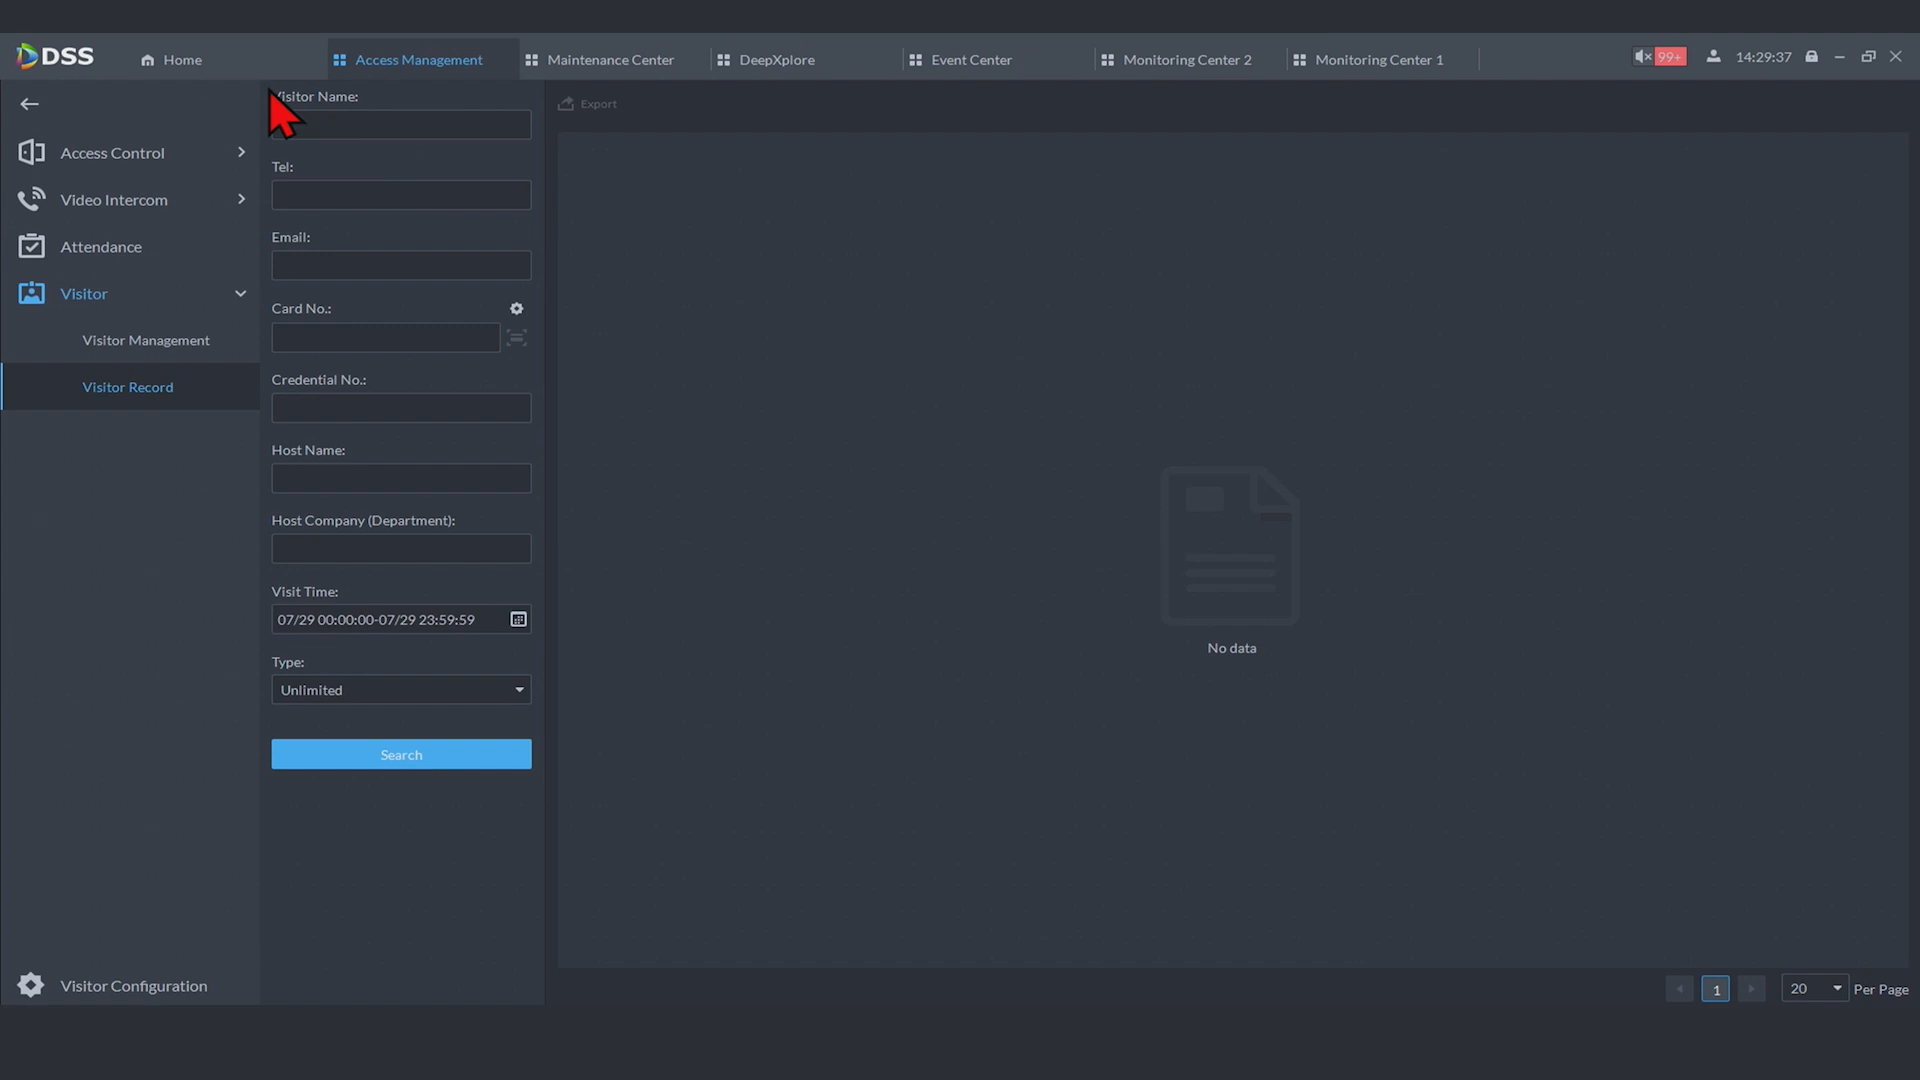 DSS
Home
Access Management
Maintenance Center
DeepXplore
Event Center
Monitoring Center 2
Monitoring Center 1
99+
14:29:37
Access Control
Video Intercom
Attendance
Visitor
Visitor Management
Visitor Record
Visitor Configuration
Visitor Name:
Tel:
Email:
Card No.:
Credential No.:
Host Name:
Host Company (Department):
Visit Time:
07/29 00:00:00-07/29 23:59:59
Type:
Unlimited
Search
Export
No data
1
20
Per Page